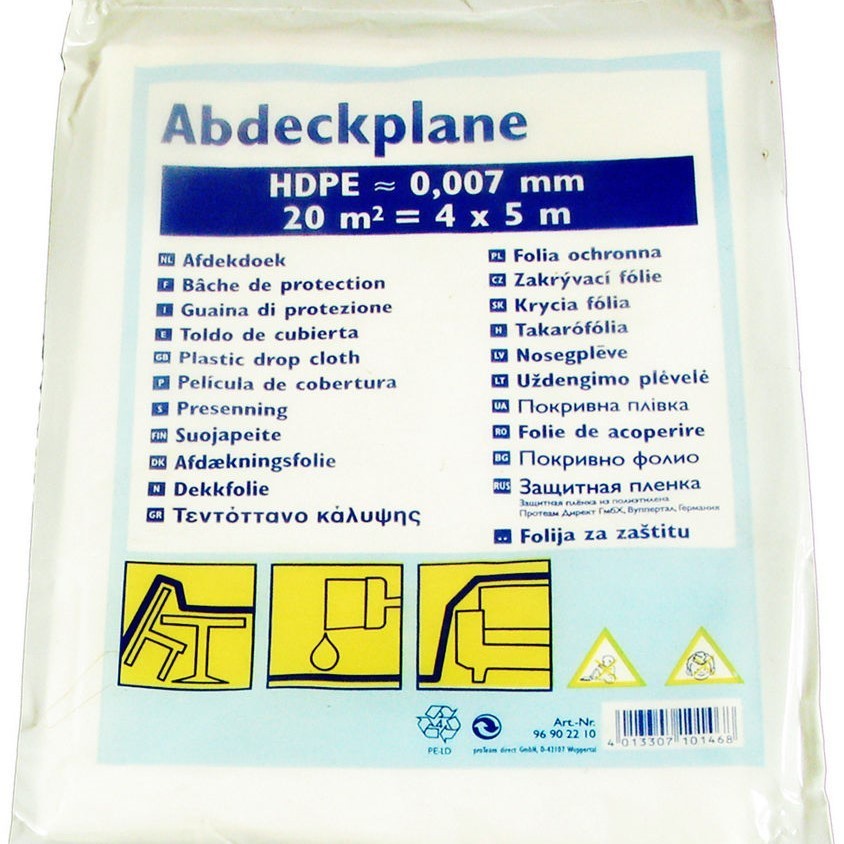 Abdeckplane
HDPE ≈ 0,007 mm
20 m² = 4 x 5 m
NL Afdekdoek
F Bâche de protection
I Guaina di protezione
E Toldo de cubierta
GB Plastic drop cloth
P Película de cobertura
S Presenning
FIN Suojapeite
DK Afdækningsfolie
N Dekkfolie
GR Τεντόττανο κάλυψης
PL Folia ochronna
CZ Zakrývací fólie
SK Krycia fólia
H Takarófólia
LV Nosegplēve
LT Uždengimo plėvelė
UA Покривна плівка
RO Folie de acoperire
BG Покривно фолио
RUS Защитная пленка
Защитная плёнка из полиэтилена
Протеам Директ ГмбХ, Вупперталь, Германия
Folija za zaštitu
4
PE-LD
Art.-Nr.
96 90 22 10
proTeam direct GmbH, D-42107 Wuppertal
4 013307 101468